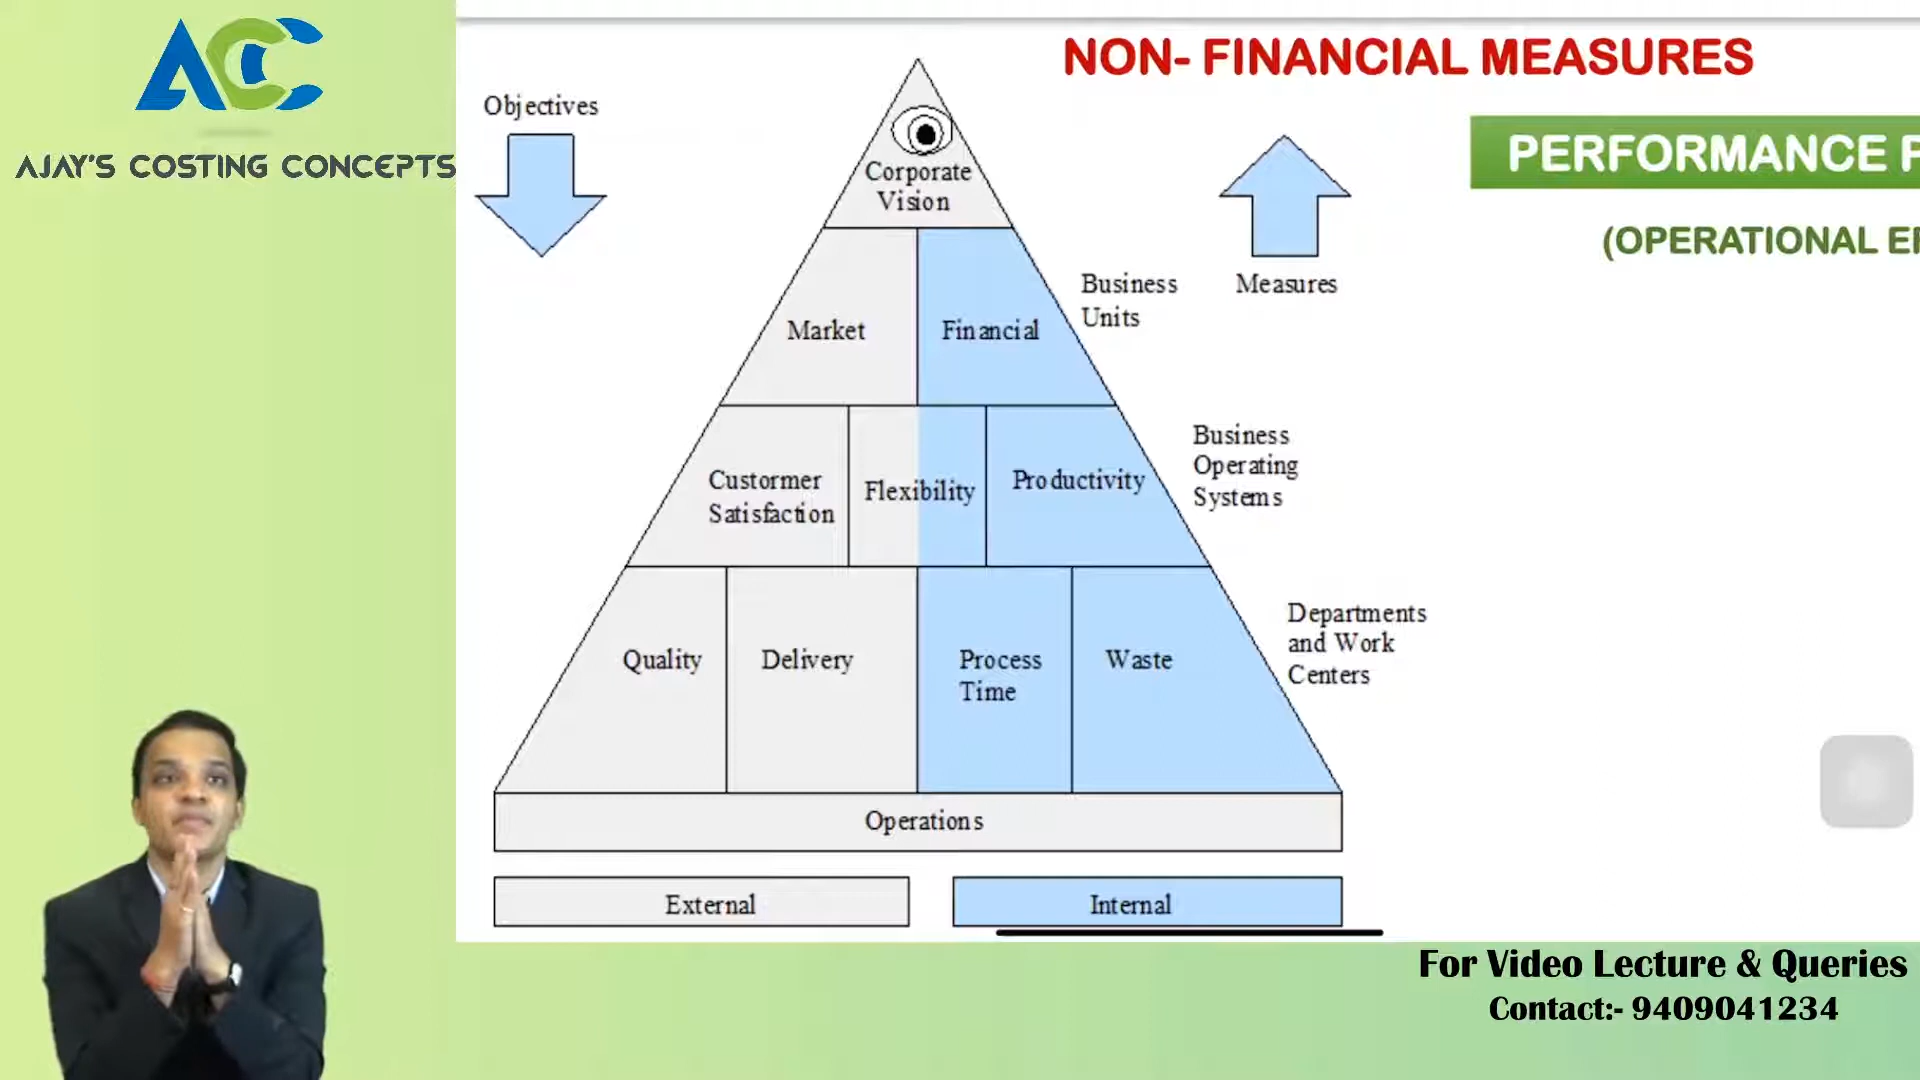 ACC
AJAY'S COSTING CONCEPTS
NON- FINANCIAL MEASURES
PERFORMANCE P
(OPERATIONAL EF
Objectives
Measures
Corporate
Vision
Market
Financial
Business
Units
Custormer
Satisfaction
Flexibility
Productivity
Business
Operating
Systems
Quality
Delivery
Process
Time
Waste
Departments
and Work
Centers
Operations
External
Internal
For Video Lecture & Queries
Contact:- 9409041234